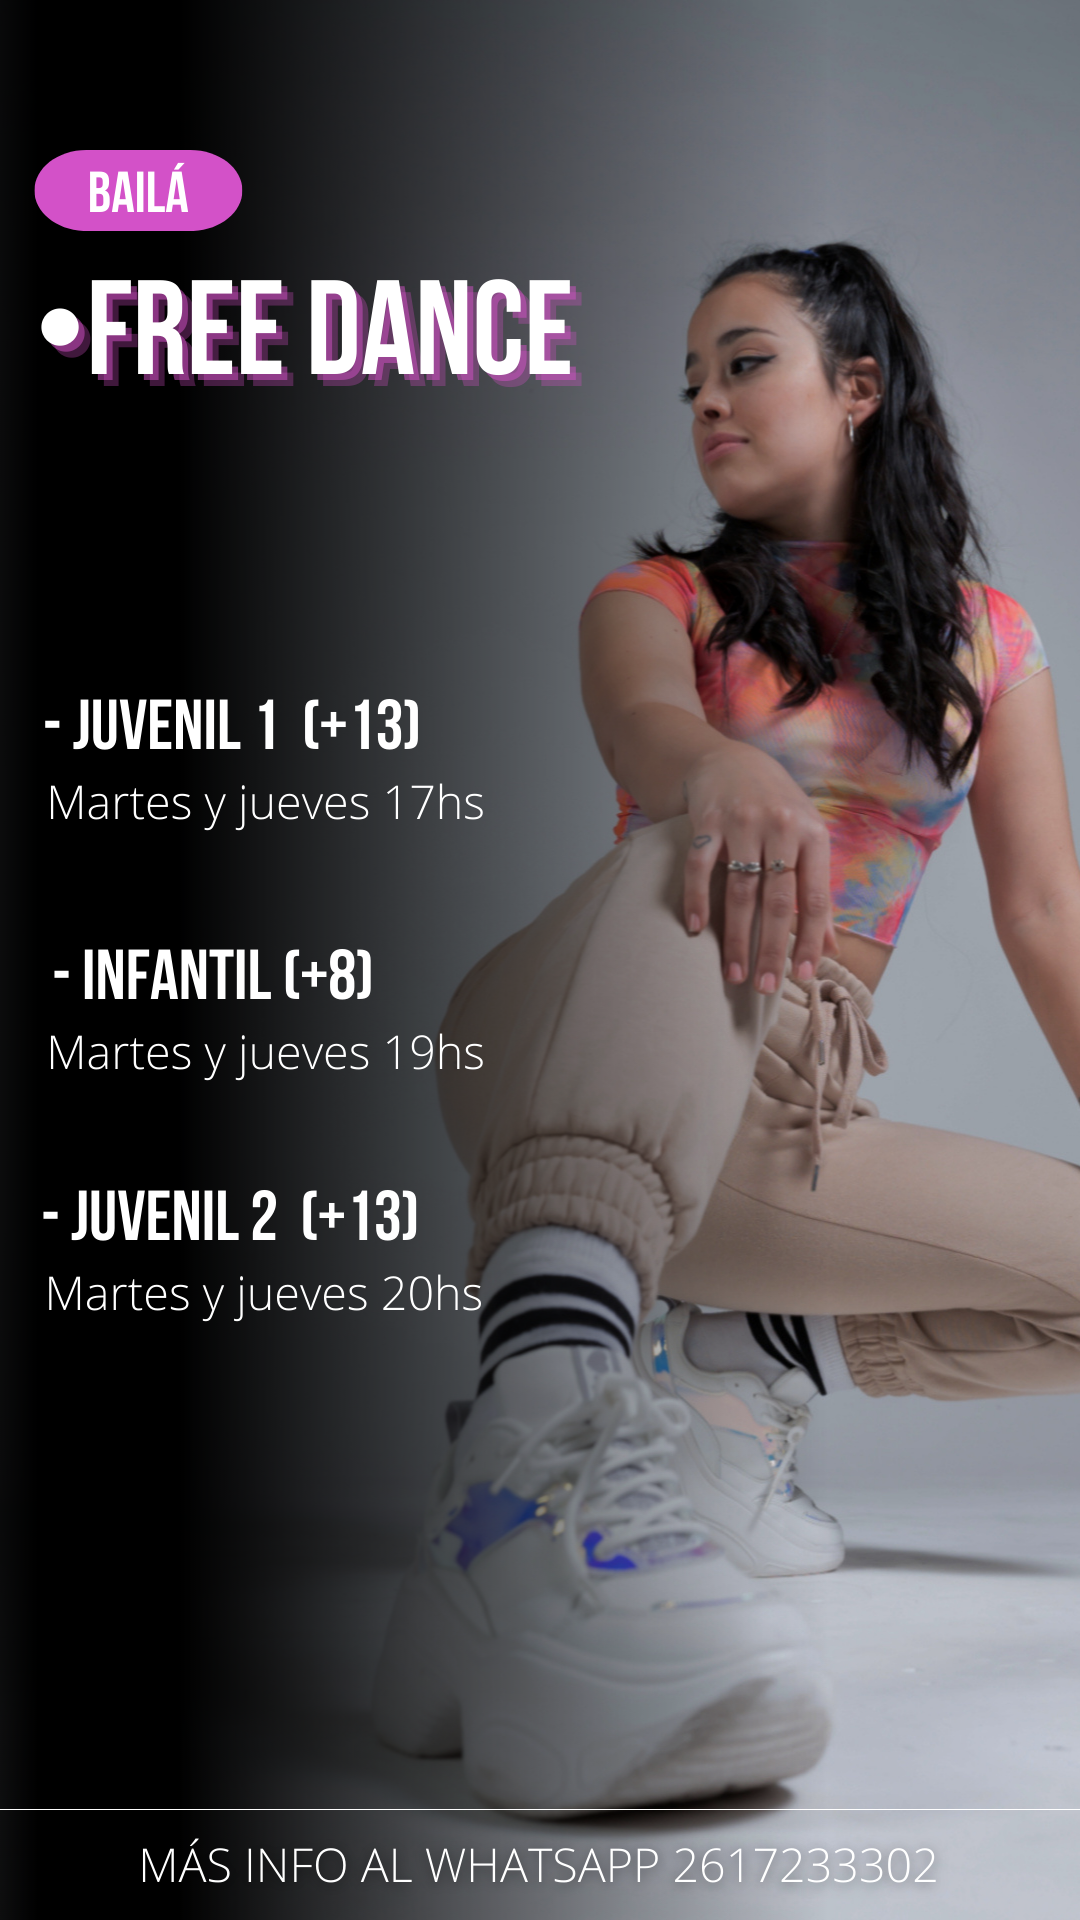 BAILÁ
•FREE DANCE
- JUVENIL 1 (+13)
Martes y jueves 17hs
- INFANTIL (+8)
Martes y jueves 19hs
- JUVENIL 2 (+13)
Martes y jueves 20hs
MÁS INFO AL WHATSAPP 2617233302